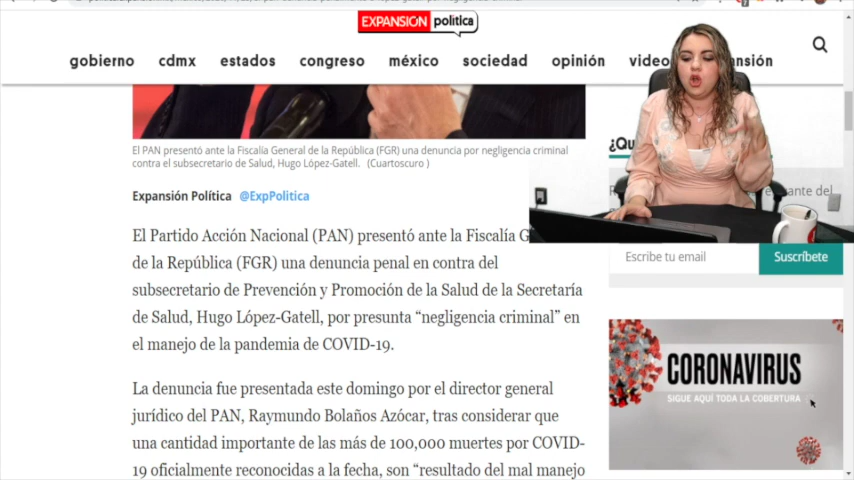 EXPANSIÓN política
gobierno cdmx estados congreso méxico sociedad opinión video nsión
El PAN presentó ante la Fiscalía General de la República (FGR) una denuncia por negligencia criminal
contra el subsecretario de Salud, Hugo López-Gatell. (Cuartoscuro )
¿Qu
Expansión Política @ExpPolitica
ante del
El Partido Acción Nacional (PAN) presentó ante la Fiscalía G
de la República (FGR) una denuncia penal en contra del
subsecretario de Prevención y Promoción de la Salud de la Secretaría
de Salud, Hugo López-Gatell, por presunta “negligencia criminal” en
el manejo de la pandemia de COVID-19.
Escribe tu email Suscríbete
La denuncia fue presentada este domingo por el director general
jurídico del PAN, Raymundo Bolaños Azócar, tras considerar que
una cantidad importante de las más de 100,000 muertes por COVID-
19 oficialmente reconocidas a la fecha, son “resultado del mal manejo
CORONAVIRUS
SIGUE AQUÍ TODA LA COBERTURA